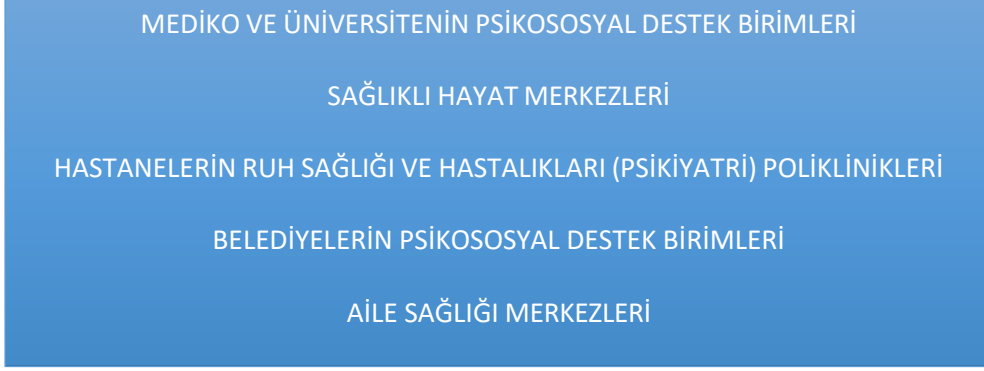 MEDİKO VE ÜNİVERSİTENİN PSİKOSOSYAL DESTEK BİRİMLERİ
SAĞLIKLI HAYAT MERKEZLERİ
HASTANELERİN RUH SAĞLIĞI VE HASTALIKLARI (PSİKİYATRİ) POLİKLİNİKLERİ
BELEDİYELERİN PSİKOSOSYAL DESTEK BİRİMLERİ
AİLE SAĞLIĞI MERKEZLERİ